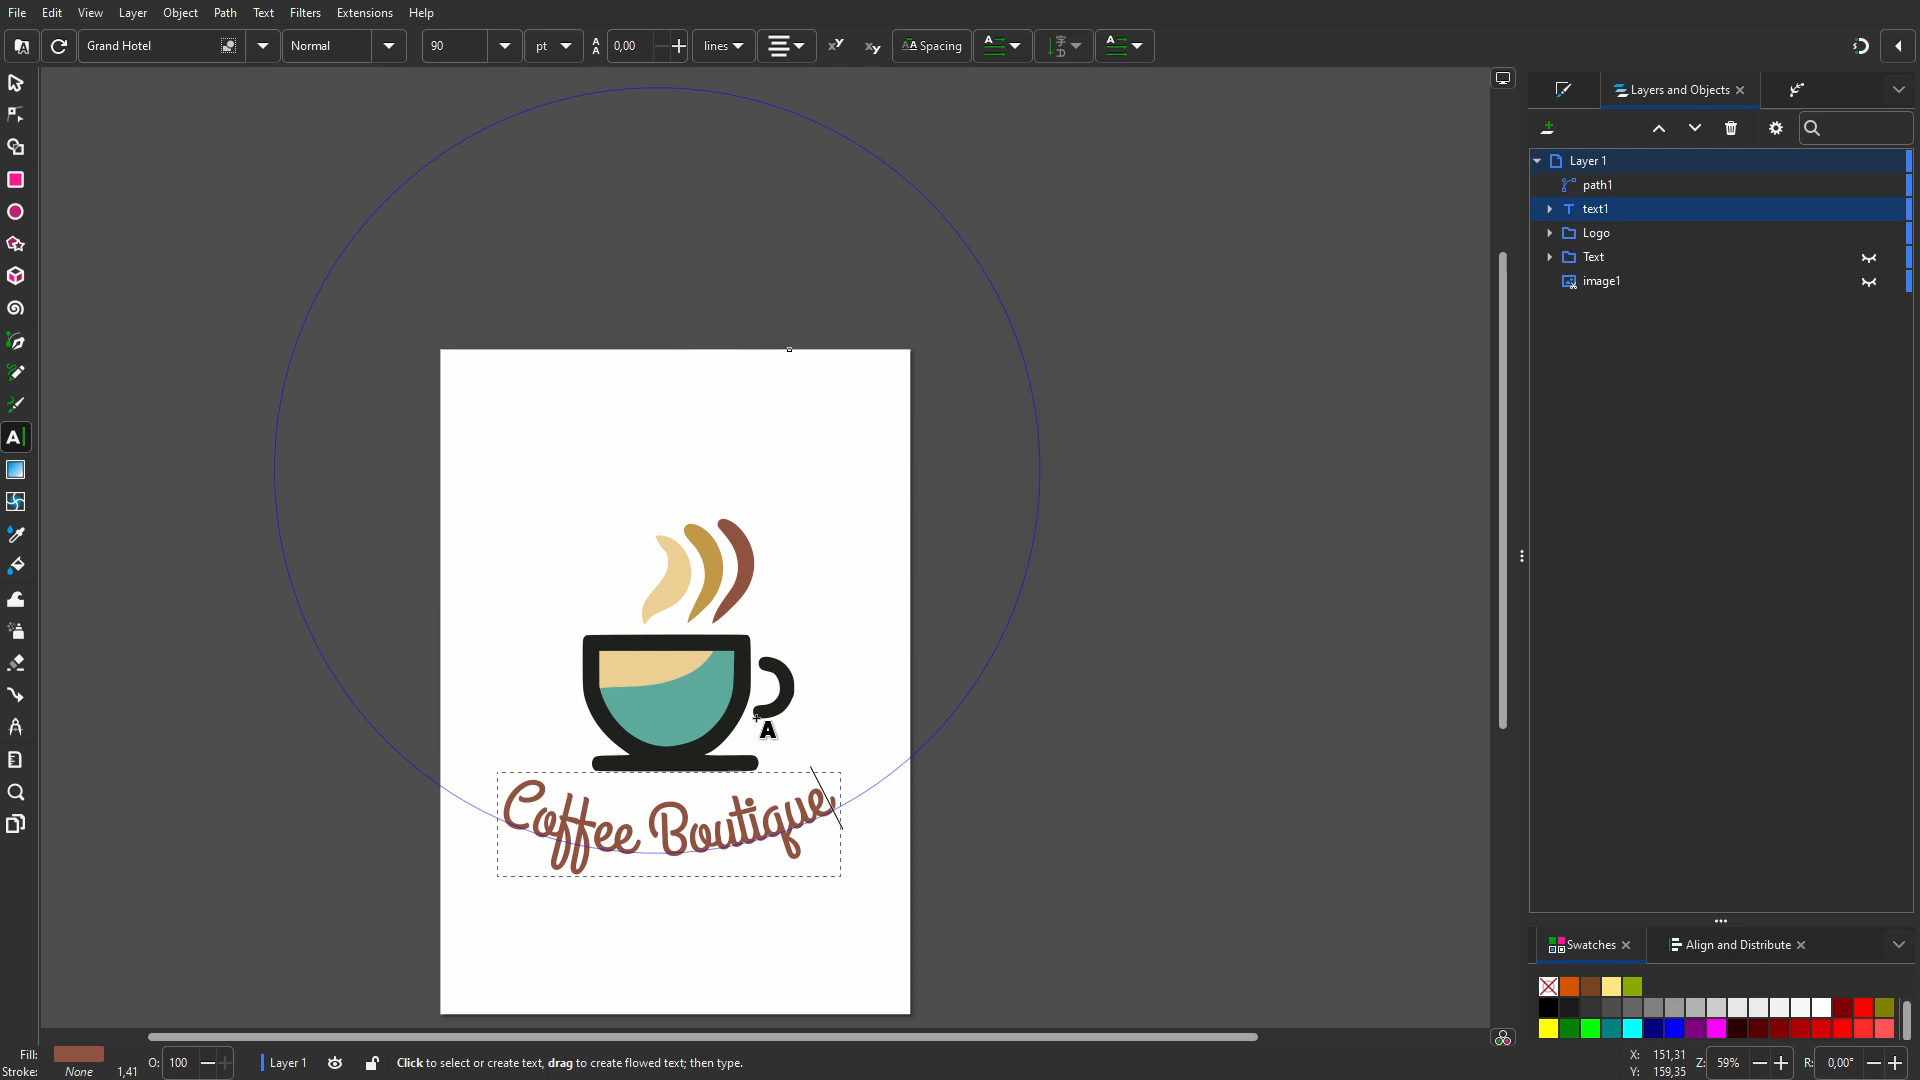 File Edit View Layer Object Path Text Filters Extensions Help
Grand Hotel Normal 90 pt 0,00 lines Spacing
Layers and Objects
Layer 1
path1
text1
Logo
Text
image1
Coffee Boutique
Swatches Align and Distribute
Fill:
Stroke: None 1,41
O: 100 Layer 1 Click to select or create text, drag to create flowed text; then type.
X: 151,31
Y: 159,35
Z: 59% R: 0,00°